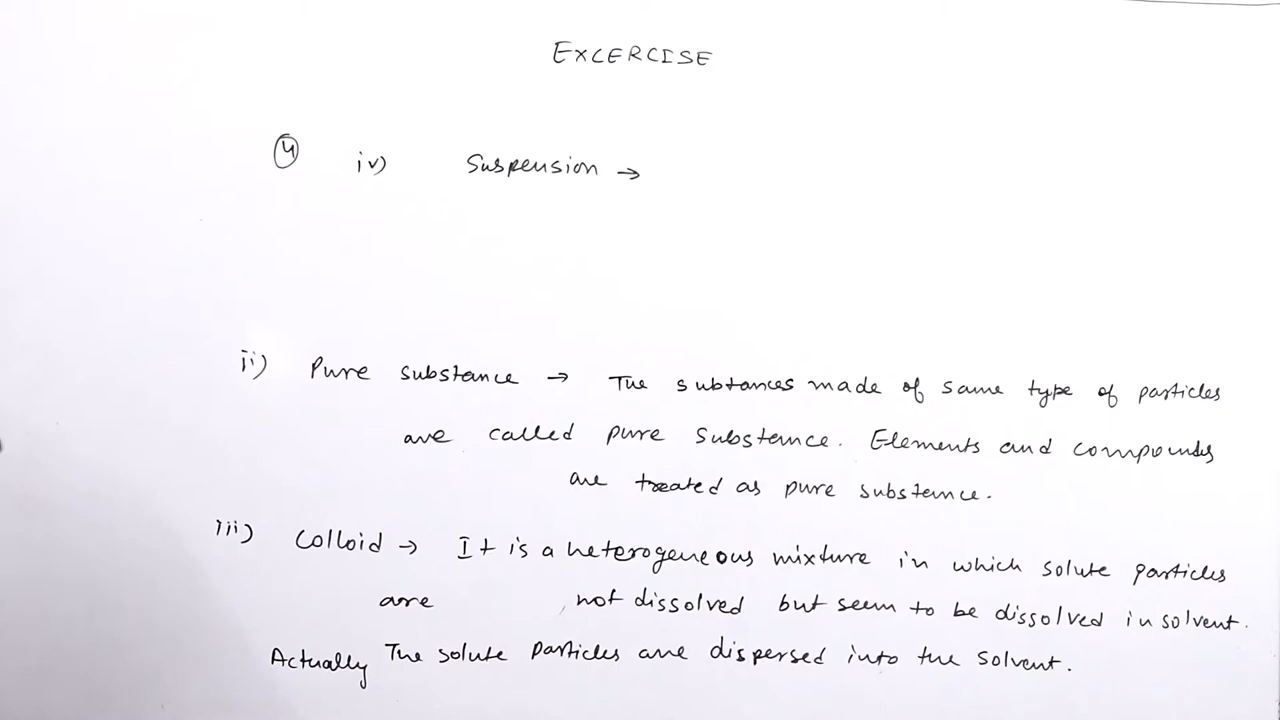 EXCERCISE
④ iv) Suspension →
ii) Pure substance → The subtances made of same type of particles
are called pure substance. Elements and compounds
are treated as pure substance.
iii) Colloid → It is a heterogeneous mixture in which solute particles
are not dissolved but seem to be dissolved in solvent.
Actually The solute particles are dispersed into the solvent.